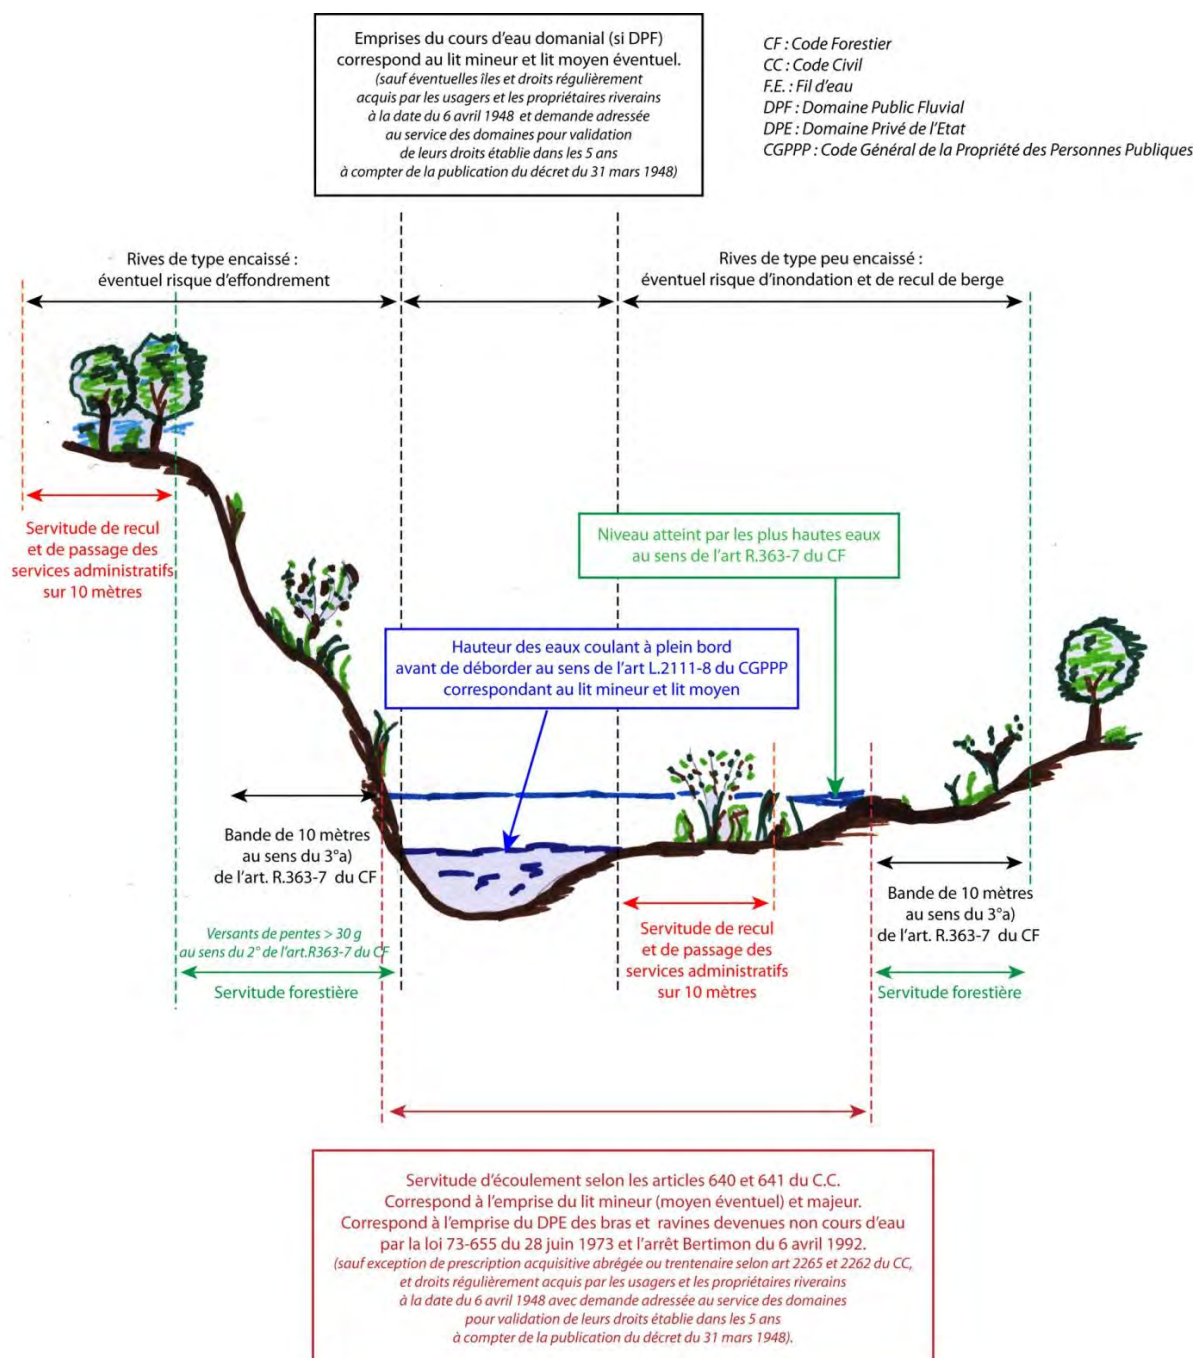 Emprises du cours d'eau domanial (si DPF)
correspond au lit mineur et lit moyen éventuel.
(sauf éventuelles îles et droits régulièrement
acquis par les usagers et les propriétaires riverains
à la date du 6 avril 1948 et demande adressée
au service des domaines pour validation
de leurs droits établie dans les 5 ans
à compter de la publication du décret du 31 mars 1948)
CF : Code Forestier
CC : Code Civil
F.E. : Fil d'eau
DPF : Domaine Public Fluvial
DPE : Domaine Privé de l'Etat
CGPPP : Code Général de la Propriété des Personnes Publiques
Rives de type encaissé :
éventuel risque d'effondrement
Rives de type peu encaissé :
éventuel risque d'inondation et de recul de berge
Servitude de recul
et de passage des
services administratifs
sur 10 mètres
Niveau atteint par les plus hautes eaux
au sens de l'art R.363-7 du CF
Hauteur des eaux coulant à plein bord
avant de déborder au sens de l'art L.2111-8 du CGPPP
correspondant au lit mineur et lit moyen
Bande de 10 mètres
au sens du 3°a)
de l'art. R.363-7 du CF
Versants de pentes > 30 g
au sens du 2° de l'art.R363-7 du CF
Servitude forestière
Servitude de recul
et de passage des
services administratifs
sur 10 mètres
Bande de 10 mètres
au sens du 3°a)
de l'art. R.363-7 du CF
Servitude forestière
Servitude d'écoulement selon les articles 640 et 641 du C.C.
Correspond à l'emprise du lit mineur (moyen éventuel) et majeur.
Correspond à l'emprise du DPE des bras et ravines devenues non cours d'eau
par la loi 73-655 du 28 juin 1973 et l'arrêt Bertimon du 6 avril 1992.
(sauf exception de prescription acquisitive abrégée ou trentenaire selon art 2265 et 2262 du CC,
et droits régulièrement acquis par les usagers et les propriétaires riverains
à la date du 6 avril 1948 avec demande adressée au service des domaines
pour validation de leurs droits établie dans les 5 ans
à compter de la publication du décret du 31 mars 1948).